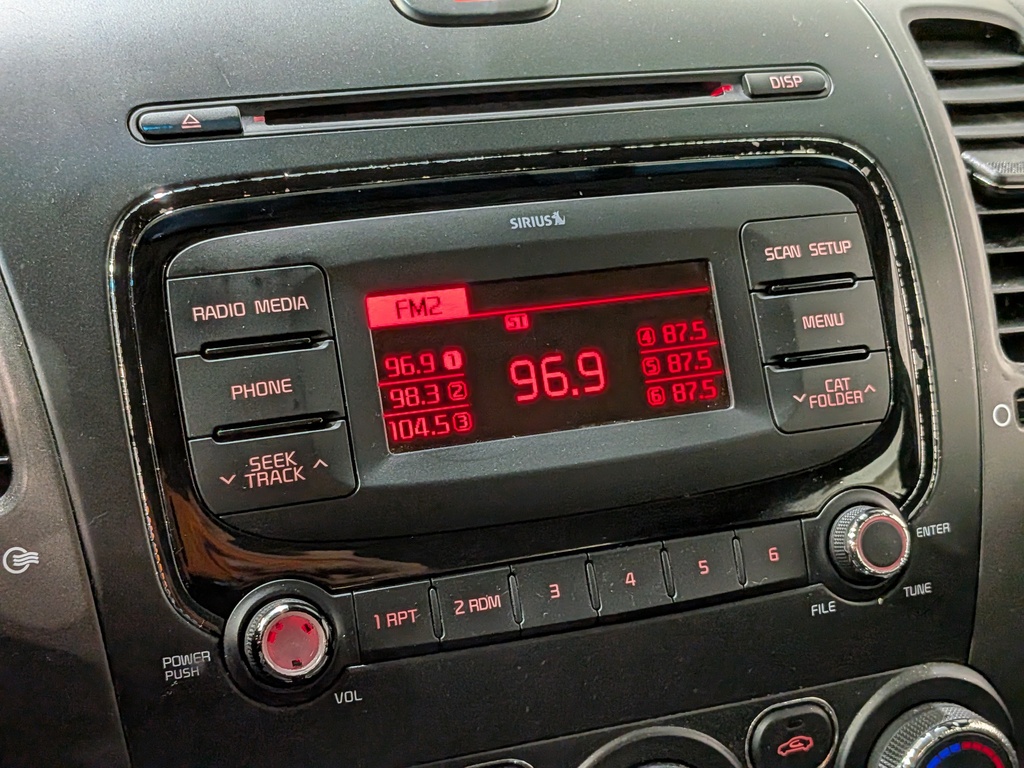 DISP
SIRIUS
SCAN SETUP
RADIO MEDIA
MENU
PHONE
CAT
FOLDER
SEEK
TRACK
FM2
ST
96.9 1
98.3 2
104.5 3
96.9
4 87.5
5 87.5
6 87.5
1 RPT
2 RDM
3
4
5
6
ENTER
TUNE
FILE
POWER
PUSH
VOL